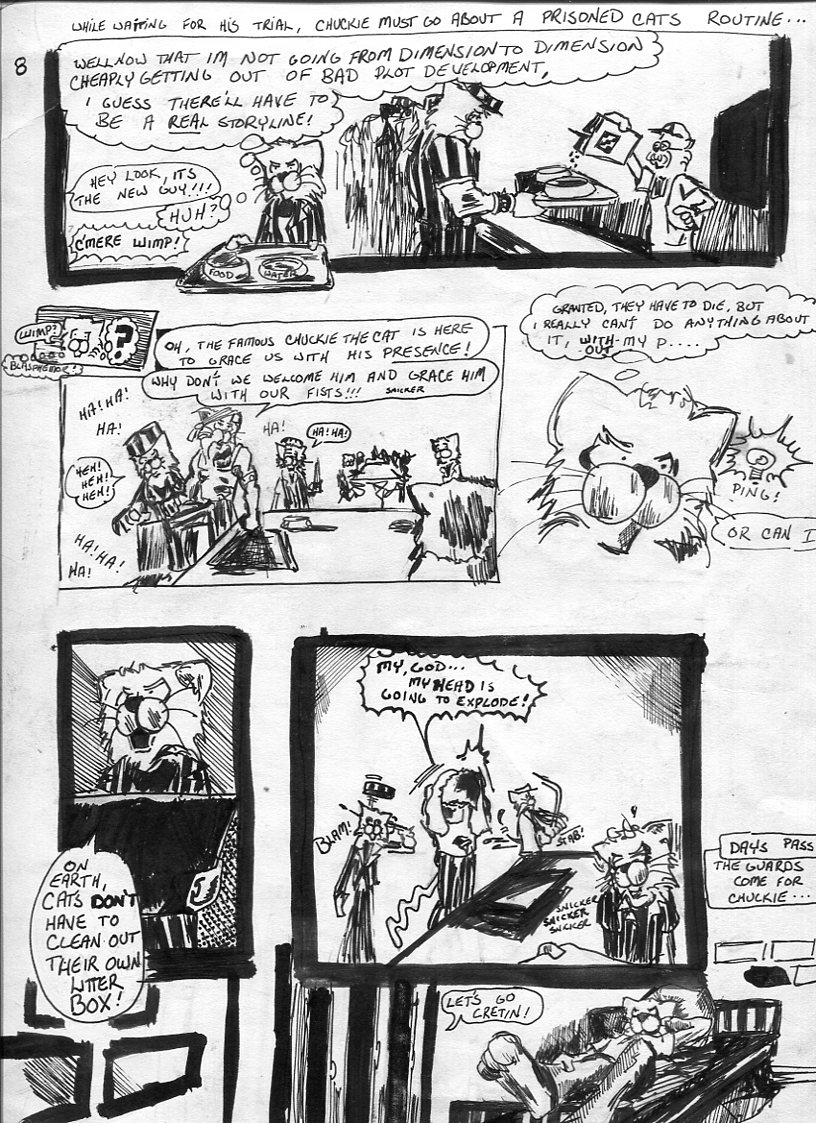 WHILE WAITING FOR HIS TRIAL, CHUCKIE MUST GO ABOUT A PRISONED CATS ROUTINE...
8
WELL NOW THAT IM NOT GOING FROM DIMENSION TO DIMENSION
CHEAPLY GETTING OUT OF BAD PLOT DEVELOPMENT,
I GUESS THERE'LL HAVE TO
BE A REAL STORYLINE!
HEY LOOK, ITS
THE NEW GUY!!!
HUH?
C'MERE WIMP!
FOOD
WATER
WIMP?
?
BLASPHEMOR!
OH, THE FAMOUS CHUCKIE THE CAT IS HERE
TO GRACE US WITH HIS PRESENCE!
WHY DON'T WE WELCOME HIM AND GRACE HIM
WITH OUR FISTS!!!
SNICKER
HA! HA!
HA!
HA!
HA! HA!
HEH!
HEH!
HEH!
HA! HA!
HA!
GRANTED, THEY HAVE TO DIE, BUT
I REALLY CAN'T DO ANYTHING ABOUT
IT, WITH-MY P....
OUT
PING!
OR CAN I
ON
EARTH,
CATS DON'T
HAVE TO
CLEAN OUT
THEIR OWN
LITTER
BOX!
MY, GOD...
MY HEAD IS
GOING TO EXPLODE!
BLAM!
STAB!
!
SNICKER
SNICKER
SNICKER
DAYS PASS
THE GUARDS
COME FOR
CHUCKIE...
LET'S GO
CRETIN!